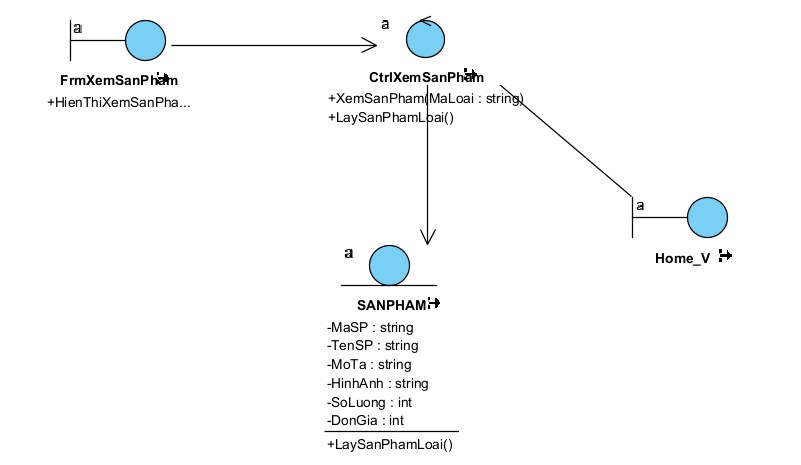 a
FrmXemSanPham
+HienThiXemSanPha...
a
CtrlXemSanPham
+XemSanPham(MaLoai : string)
+LaySanPhamLoai()
a
Home_V
a
SANPHAM
-MaSP : string
-TenSP : string
-MoTa : string
-HinhAnh : string
-SoLuong : int
-DonGia : int
+LaySanPhamLoai()